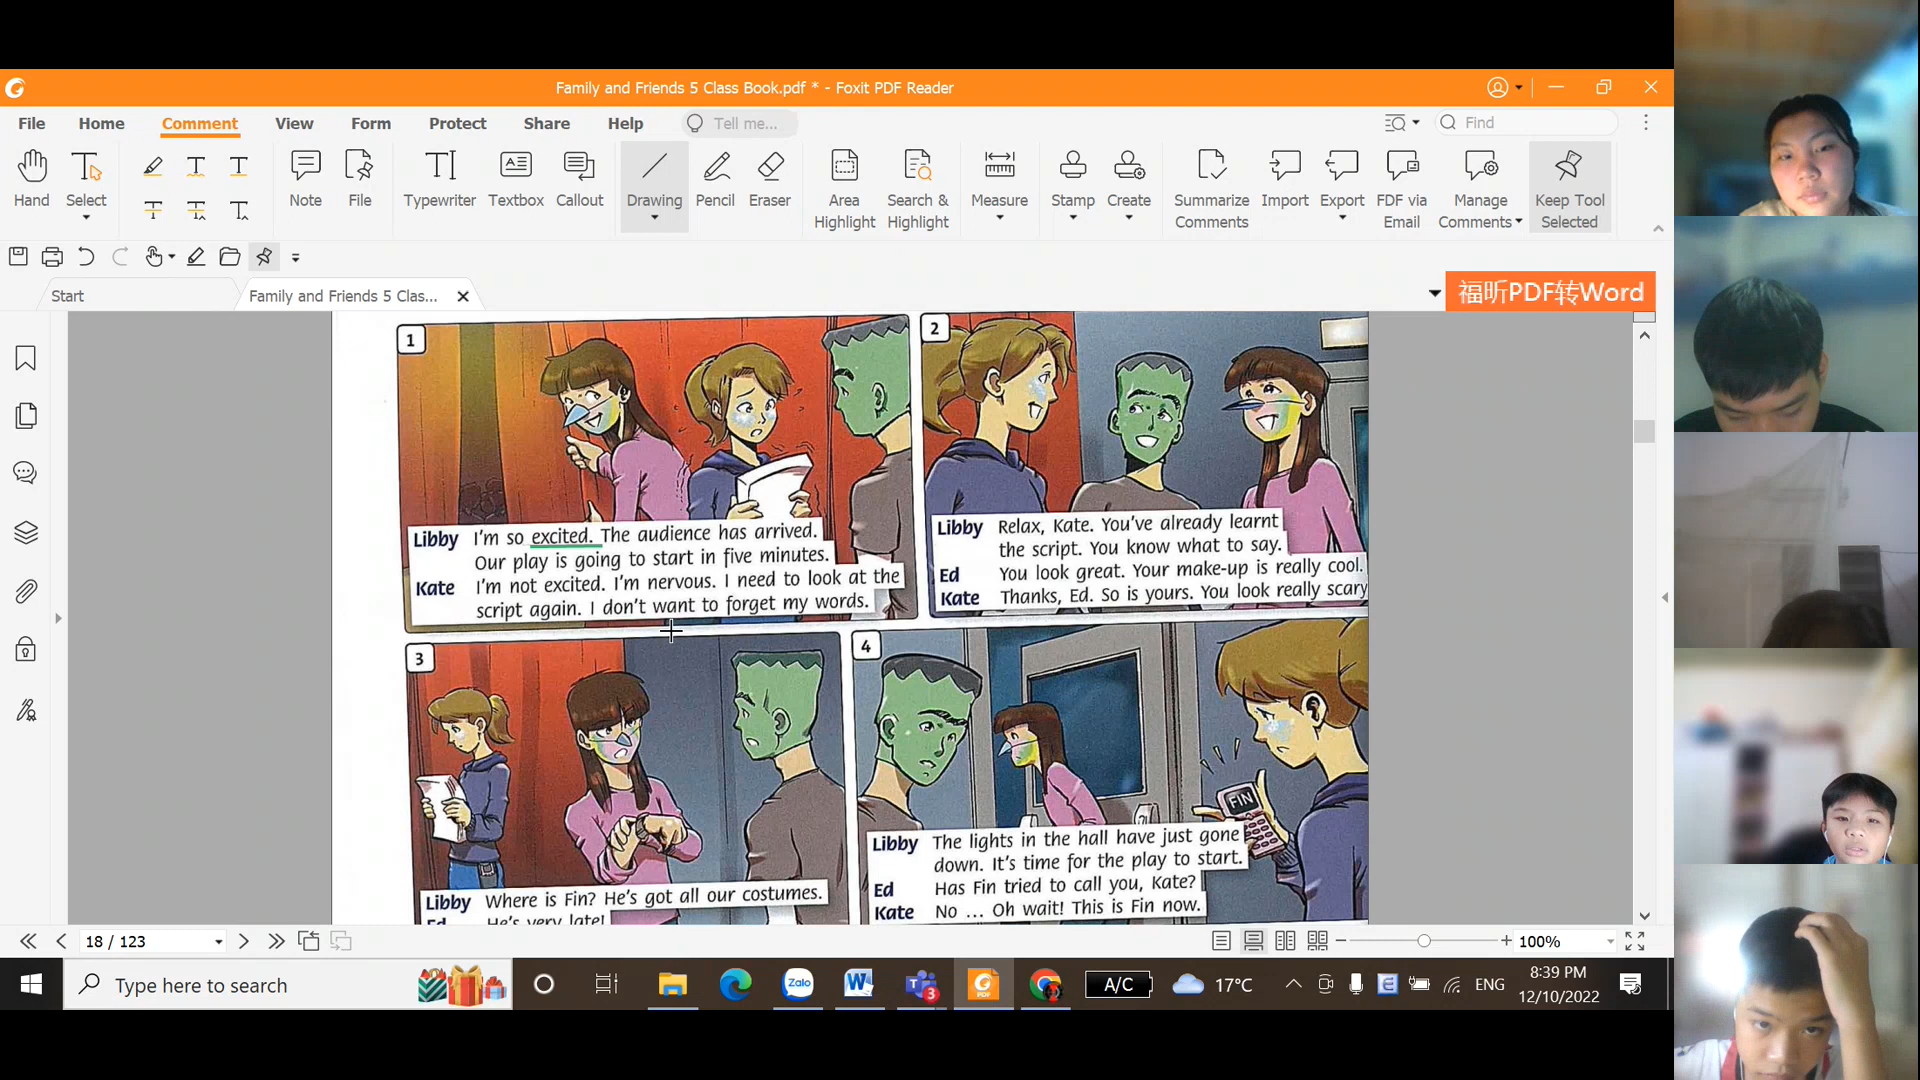 Family and Friends 5 Class Book.pdf * - Foxit PDF Reader
File Home Comment View Form Protect Share Help Tell me... Find
Hand Select Note File Typewriter Textbox Callout Drawing Pencil Eraser Area Highlight Search & Highlight Measure Stamp Create Summarize Comments Import Export FDF via Email Manage Comments Keep Tool Selected
Start Family and Friends 5 Clas... 福昕PDF转Word
1
Libby I'm so excited. The audience has arrived.
Our play is going to start in five minutes.
Kate I'm not excited. I'm nervous. I need to look at the
script again. I don't want to forget my words.
2
Libby Relax, Kate. You've already learnt
the script. You know what to say.
Ed You look great. Your make-up is really cool.
Kate Thanks, Ed. So is yours. You look really scary
3
Libby Where is Fin? He's got all our costumes.
Ed He's very late!
4
FIN
Libby The lights in the hall have just gone
down. It's time for the play to start.
Ed Has Fin tried to call you, Kate?
Kate No ... Oh wait! This is Fin now.
18 / 123 100%
Type here to search Zalo W 3 PDF A/C 17°C ENG 8:39 PM
12/10/2022